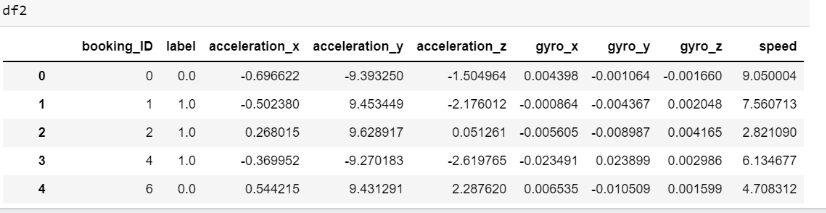 df2
booking_ID label acceleration_x acceleration_y acceleration_z gyro_x gyro_y gyro_z speed
0 0 0.0 -0.696622 -9.393250 -1.504964 0.004398 -0.001064 -0.001660 9.050004
1 1 1.0 -0.502380 9.453449 -2.176012 -0.000864 -0.004367 0.002048 7.560713
2 2 1.0 0.268015 9.628917 0.051261 -0.005605 -0.008987 0.004165 2.821090
3 4 1.0 -0.369952 -9.270183 -2.619765 -0.023491 0.023899 0.002986 6.134677
4 6 0.0 0.544215 9.431291 2.287620 0.006535 -0.010509 0.001599 4.708312